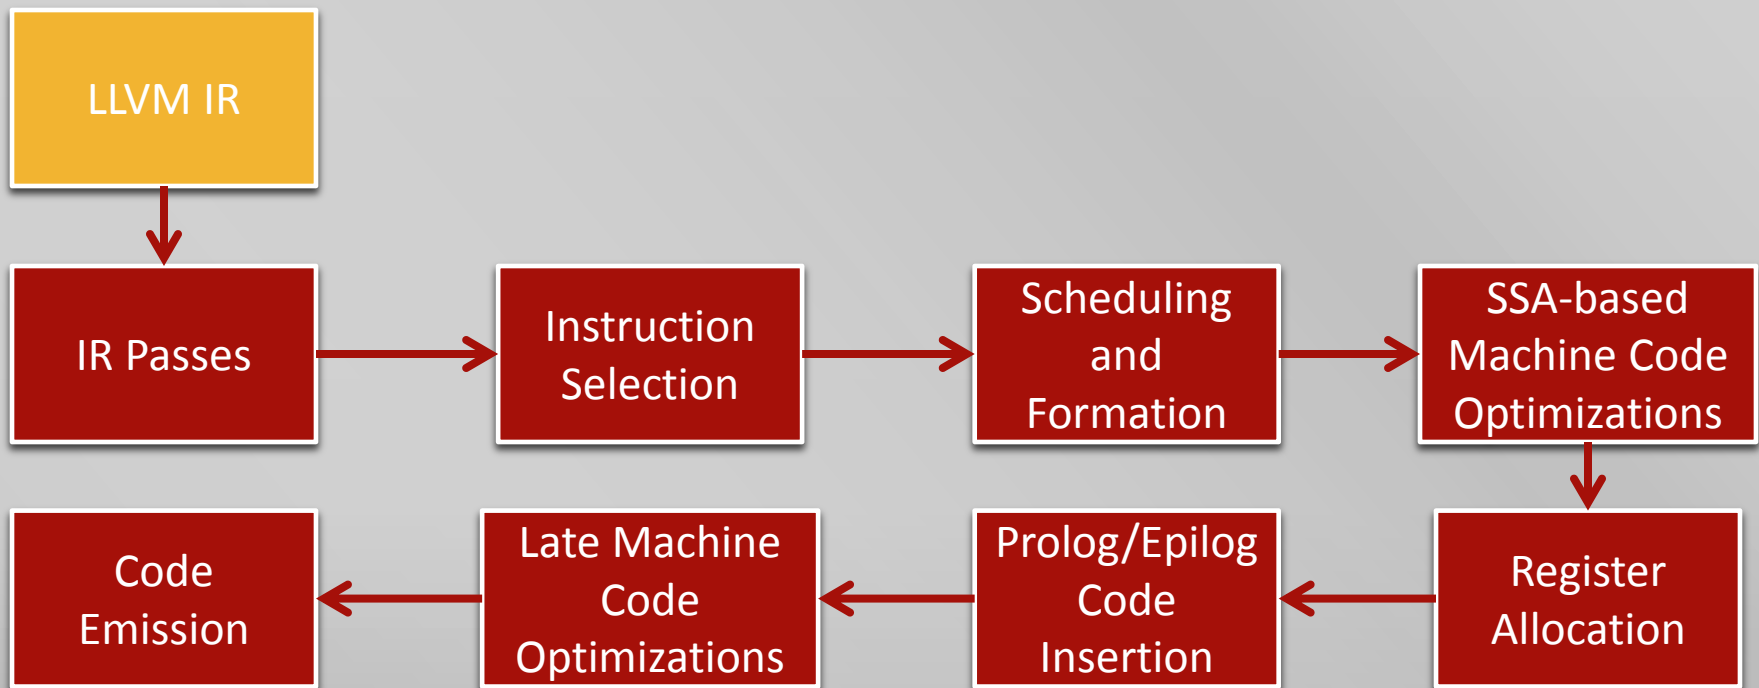 LLVM IR
IR Passes
Instruction
Selection
Scheduling
and
Formation
SSA-based
Machine Code
Optimizations
Register
Allocation
Prolog/Epilog
Code
Insertion
Late Machine
Code
Optimizations
Code
Emission